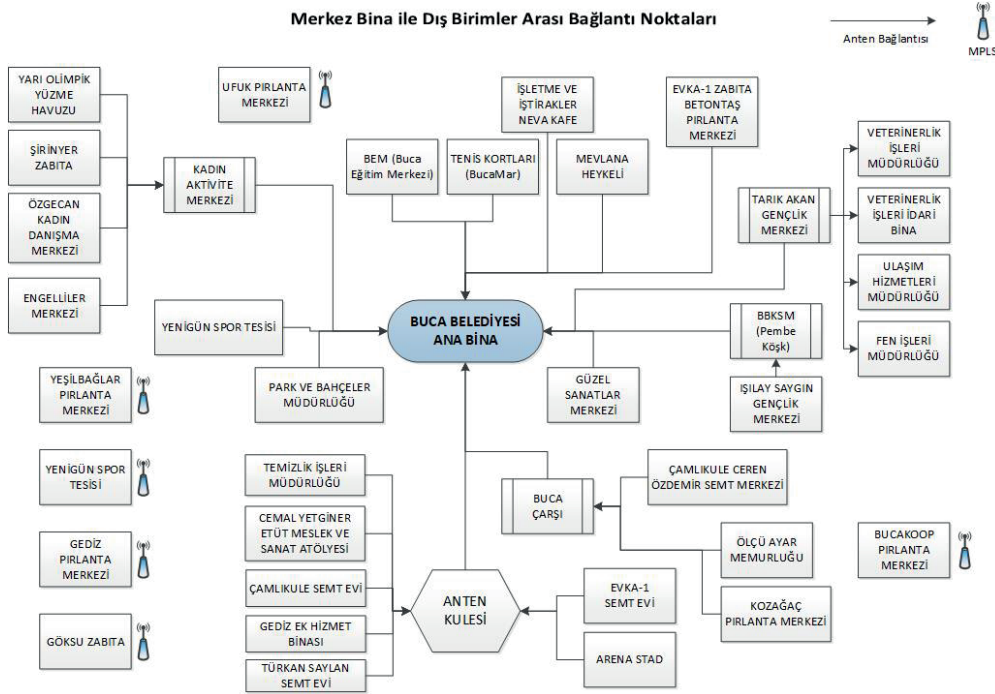 Merkez Bina ile Dış Birimler Arası Bağlantı Noktaları
Anten Bağlantısı
MPLS
YARI OLİMPİK
YÜZME
HAVUZU
ŞİRİNYER
ZABITA
ÖZGECAN
KADIN
DANIŞMA
MERKEZİ
ENGELLİLER
MERKEZİ
KADIN
AKTİVİTE
MERKEZİ
UFUK PIRLANTA
MERKEZİ
BEM (Buca
Eğitim Merkezi)
TENİS KORTLARI
(BucaMar)
İŞLETME VE
İŞTİRAKLER
NEVA KAFE
MEVLANA
HEYKELİ
EVKA-1 ZABITA
BETONTAŞ
PIRLANTA
MERKEZİ
TARIK AKAN
GENÇLİK
MERKEZİ
VETERİNERLİK
İŞLERİ
MÜDÜRLÜĞÜ
VETERİNERLİK
İŞLERİ İDARİ
BİNA
ULAŞIM
HİZMETLERİ
MÜDÜRLÜĞÜ
FEN İŞLERİ
MÜDÜRLÜĞÜ
YENİGÜN SPOR TESİSİ
BUCA BELEDİYESİ
ANA BİNA
BBKSM
(Pembe
Köşk)
PARK VE BAHÇELER
MÜDÜRLÜĞÜ
GÜZEL
SANATLAR
MERKEZİ
IŞILAY SAYGIN
GENÇLİK
MERKEZİ
YEŞİLBAĞLAR
PIRLANTA
MERKEZİ
YENİGÜN SPOR
TESİSİ
GEDİZ
PIRLANTA
MERKEZİ
GÖKSU ZABITA
TEMİZLİK İŞLERİ
MÜDÜRLÜĞÜ
CEMAL YETGİNER
ETÜT MESLEK VE
SANAT ATÖLYESİ
ÇAMLIKULE SEMT EVİ
GEDİZ EK HİZMET
BİNASI
TÜRKAN SAYLAN
SEMT EVİ
ANTEN
KULESİ
BUCA
ÇARŞI
EVKA-1
SEMT EVİ
ARENA STAD
ÇAMLIKULE CEREN
ÖZDEMİR SEMT MERKEZİ
ÖLÇÜ AYAR
MEMURLUĞU
KOZAĞAÇ
PIRLANTA MERKEZİ
BUCAKOOP
PIRLANTA
MERKEZİ